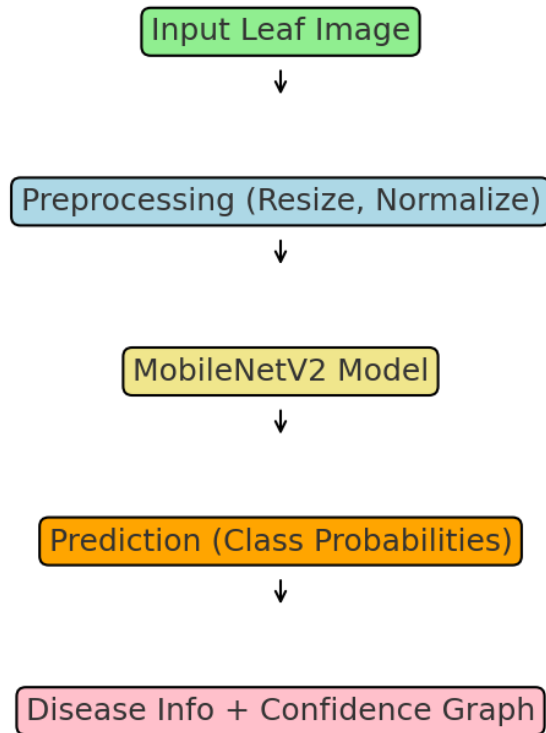 Input Leaf Image
Preprocessing (Resize, Normalize)
MobileNetV2 Model
Prediction (Class Probabilities)
Disease Info + Confidence Graph